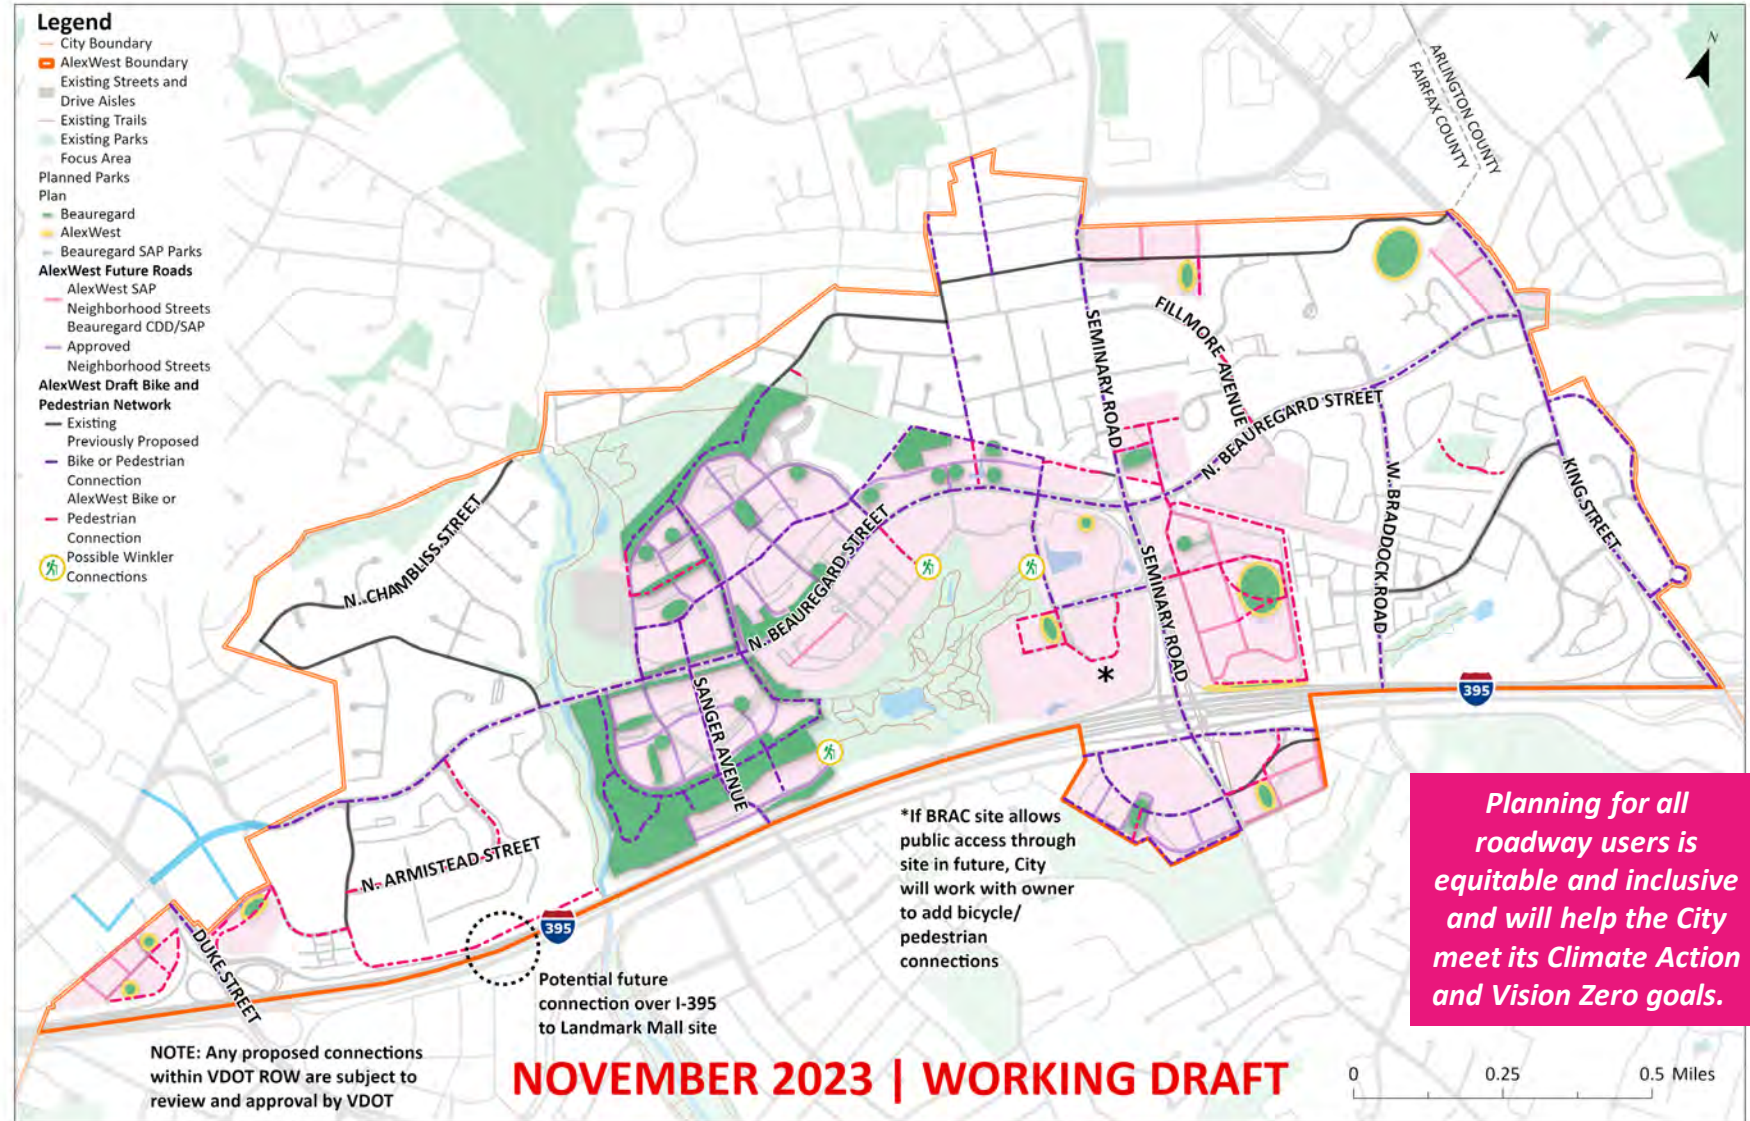 Legend
City Boundary
AlexWest Boundary
Existing Streets and
Drive Aisles
Existing Trails
Existing Parks
Focus Area
Planned Parks
Plan
Beauregard
AlexWest
Beauregard SAP Parks
AlexWest Future Roads
AlexWest SAP
Neighborhood Streets
Beauregard CDD/SAP
Approved
Neighborhood Streets
AlexWest Draft Bike and
Pedestrian Network
Existing
Previously Proposed
Bike or Pedestrian
Connection
AlexWest Bike or
Pedestrian
Connection
Possible Winkler
Connections
N
ARLINGTON COUNTY
FAIRFAX COUNTY
SEMINARY ROAD
FILLMORE AVENUE
N. BEAUREGARD STREET
W. BRADDOCK ROAD
KING STREET
N. CHAMBLISS STREET
N. BEAUREGARD STREET
SEMINARY ROAD
SANGER AVENUE
*
395
N. ARMISTEAD STREET
DUKE STREET
395
*If BRAC site allows
public access through
site in future, City
will work with owner
to add bicycle/
pedestrian
connections
Potential future
connection over I-395
to Landmark Mall site
Planning for all
roadway users is
equitable and inclusive
and will help the City
meet its Climate Action
and Vision Zero goals.
NOTE: Any proposed connections
within VDOT ROW are subject to
review and approval by VDOT
NOVEMBER 2023 | WORKING DRAFT
0 0.25 0.5 Miles